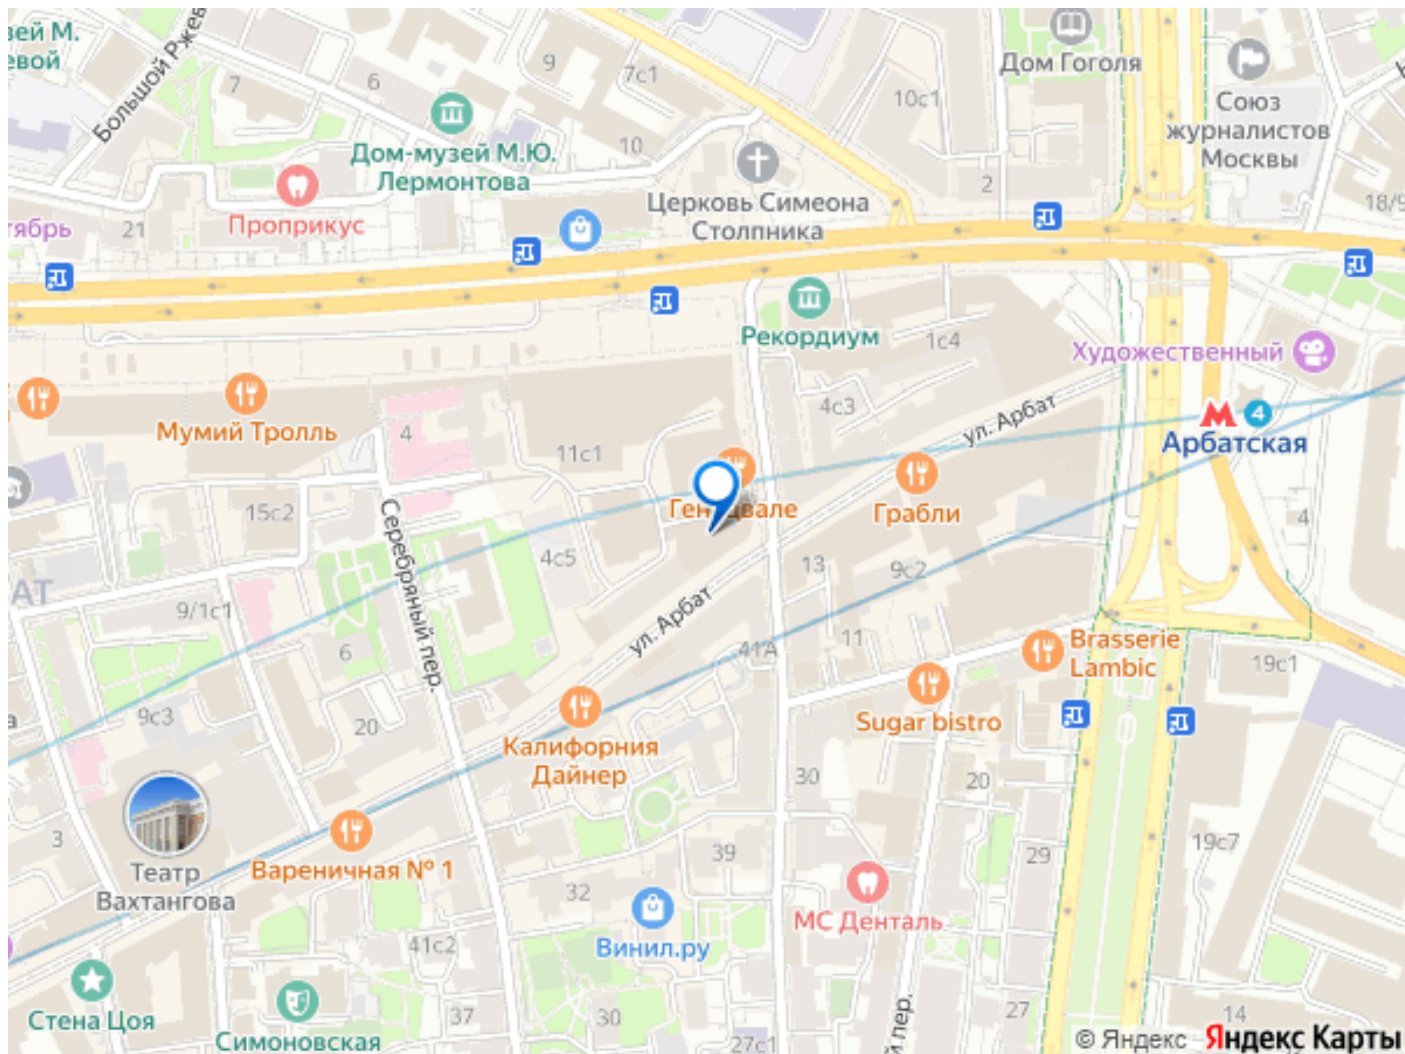 зей М.
евой
Большой Ржев
7
6
9
7с1
10
Дом-музей М.Ю.
Лермонтова
Проприкус
тябрь
21
Церковь Симеона
Столпника
10с1
2
Дом Гоголя
Союз
журналистов
Москвы
18/9
Рекордиум
1с4
Художественный
Мумий Тролль
4
11с1
4с3
ул. Арбат
4
Арбатская
15с2
Серебряный пер.
Генацвале
Грабли
4с5
13
9с2
4
АТ
9/1с1
6
ул. Арбат
41А
11
Brasserie
Lambic
19с1
а
9с3
20
Калифорния
Дайнер
Sugar bistro
30
20
3
Театр
Вахтангова
Вареничная № 1
39
29
19с7
32
МС Денталь
Винил.ру
41с2
Стена Цоя
Симоновская
37
30
27с1
й пер.
27
14
© Яндекс Яндекс Карты